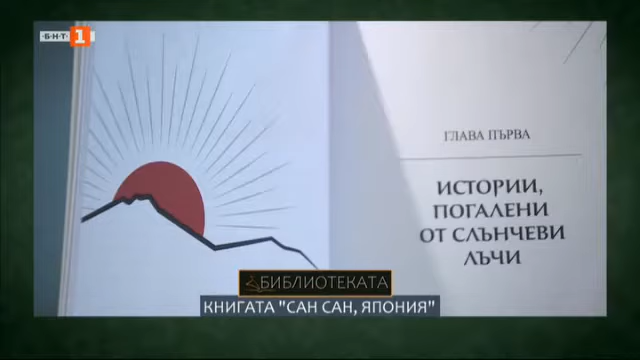 БНТ 1
ГЛАВА ПЪРВА
ИСТОРИИ,
ПОГАЛЕНИ
ОТ СЛЪНЧЕВИ
ЛЪЧИ
БИБЛИОТЕКАТА
КНИГАТА "САН САН, ЯПОНИЯ"